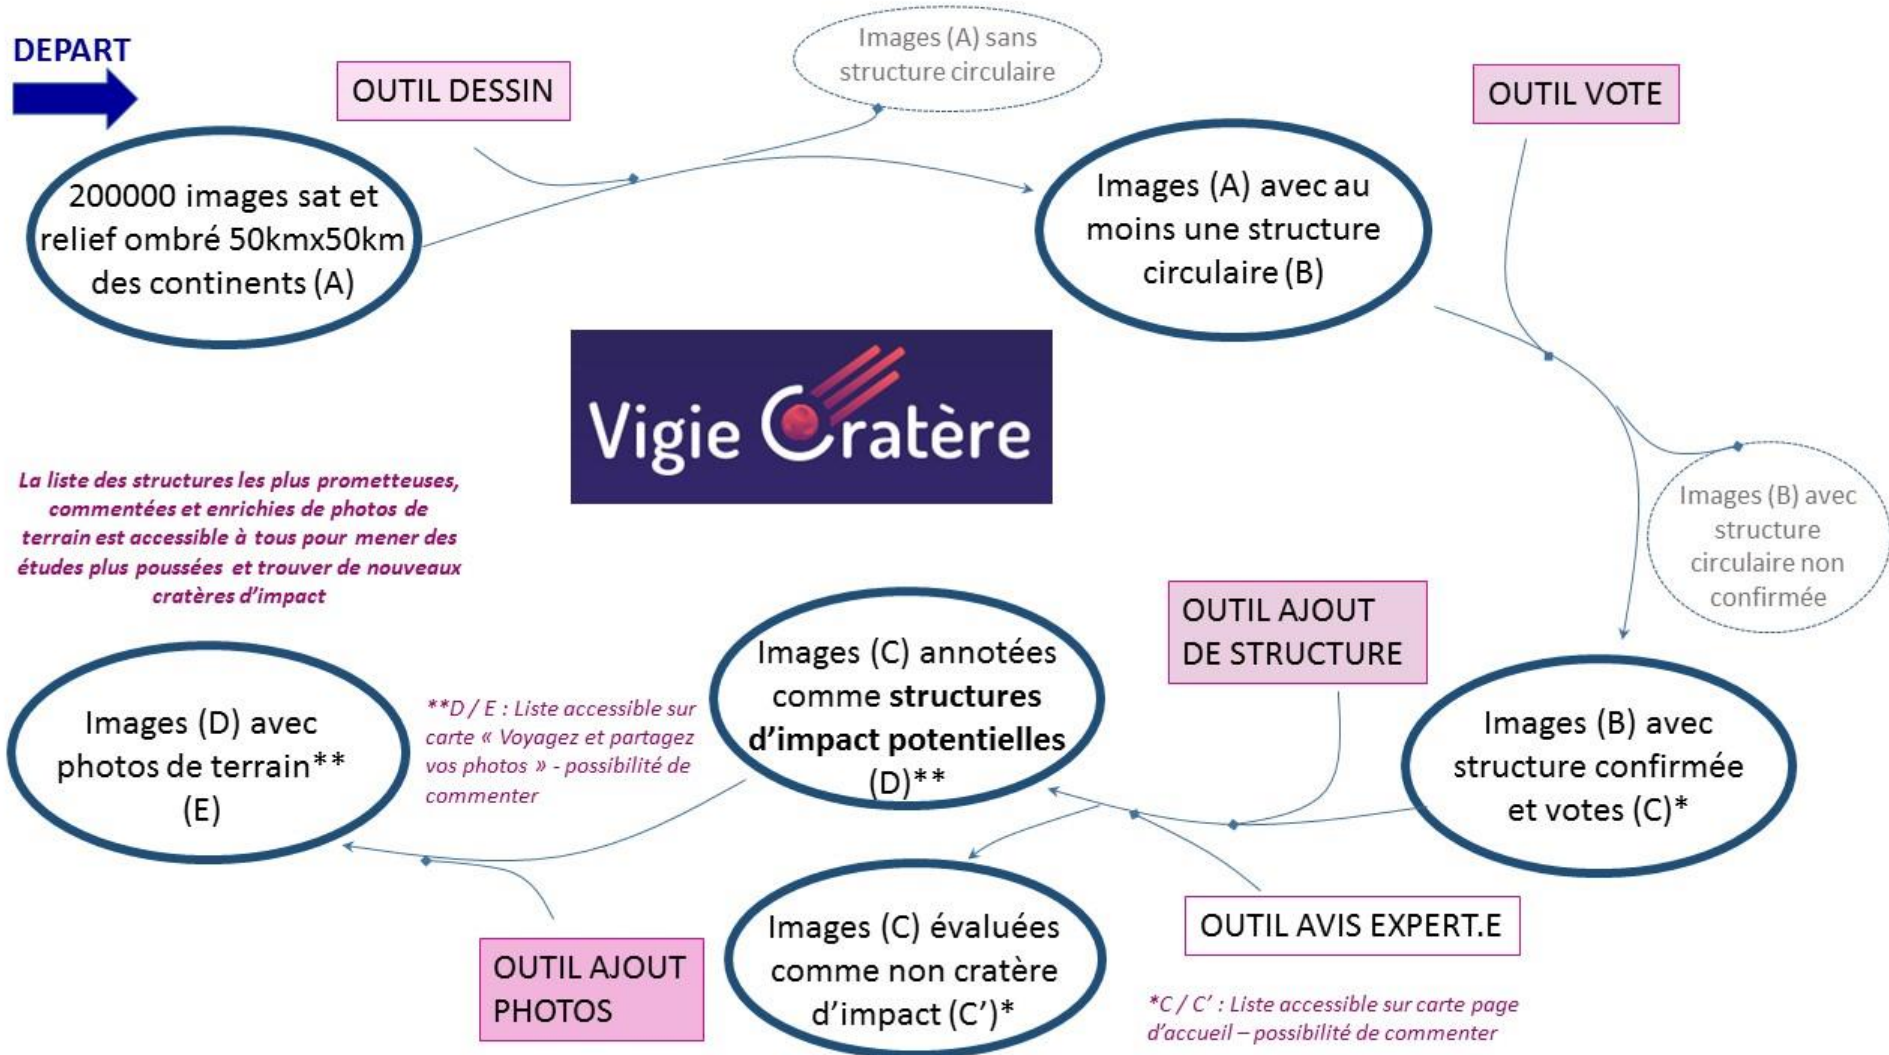 DEPART
OUTIL DESSIN
Images (A) sans
structure circulaire
OUTIL VOTE
200000 images sat et
relief ombré 50kmx50km
des continents (A)
Images (A) avec au
moins une structure
circulaire (B)
Vigie Cratère
La liste des structures les plus prometteuses,
commentées et enrichies de photos de
terrain est accessible à tous pour mener des
études plus poussées et trouver de nouveaux
cratères d'impact
Images (B) avec
structure
circulaire non
confirmée
OUTIL AJOUT
DE STRUCTURE
Images (B) avec
structure confirmée
et votes (C)*
Images (C) annotées
comme structures
d'impact potentielles
(D)**
**D / E : Liste accessible sur
carte « Voyagez et partagez
vos photos » - possibilité de
commenter
Images (D) avec
photos de terrain**
(E)
OUTIL AJOUT
PHOTOS
Images (C) évaluées
comme non cratère
d'impact (C')*
OUTIL AVIS EXPERT.E
*C / C' : Liste accessible sur carte page
d'accueil – possibilité de commenter